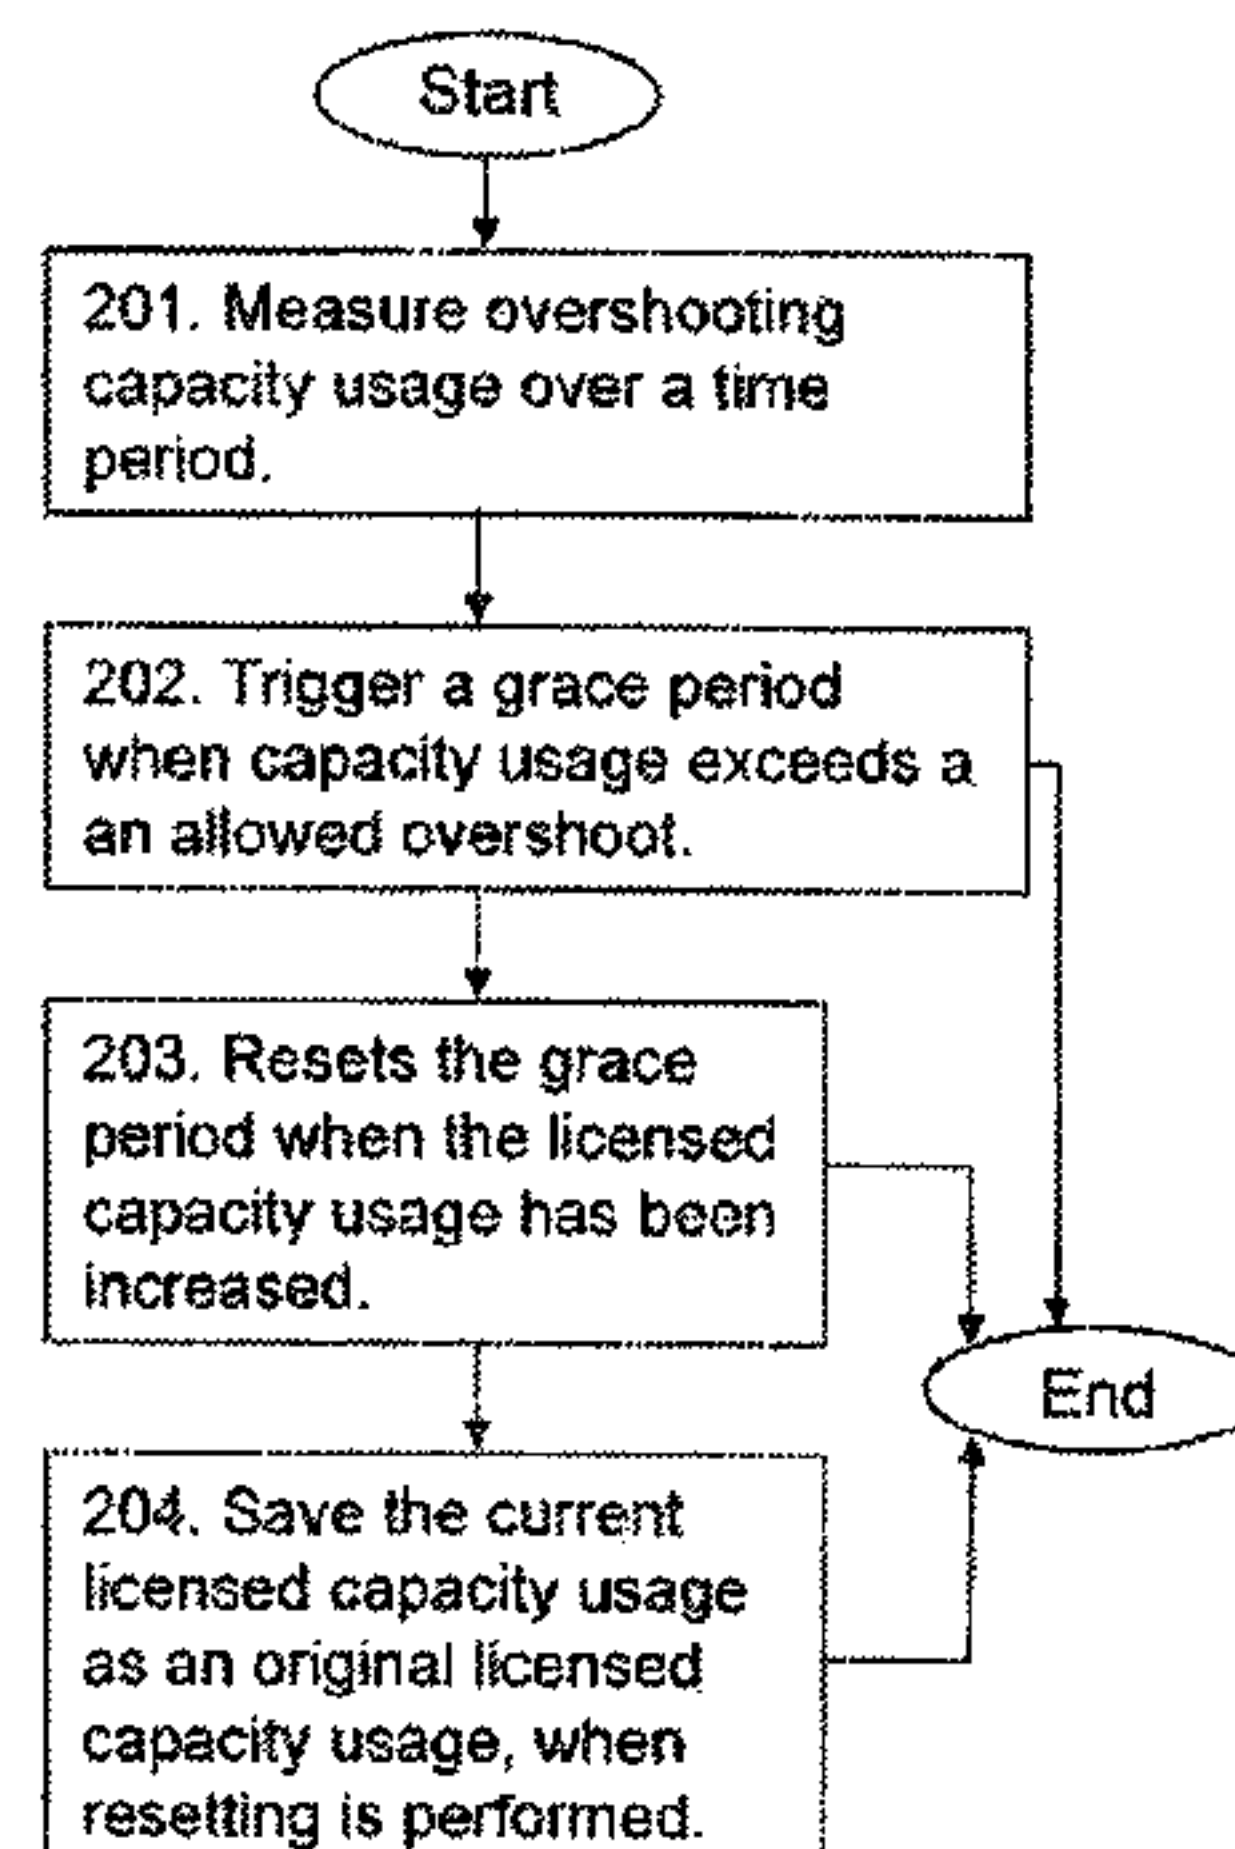 Start
201. Measure overshooting
capacity usage over a time
period.
202. Trigger a grace period
when capacity usage exceeds a
an allowed overshoot.
203. Resets the grace
period when the licensed
capacity usage has been
increased.
End
204. Save the current
licensed capacity usage
as an original licensed
capacity usage, when
resetting is performed.